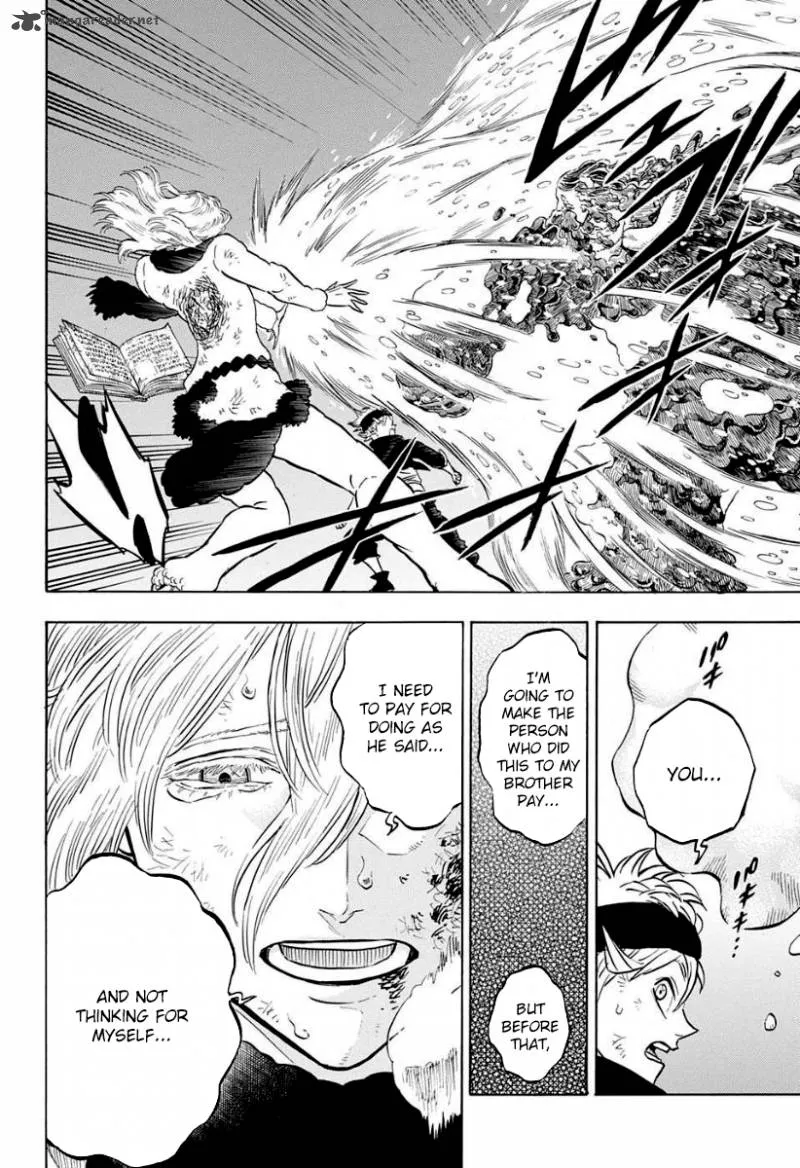 mangareader.net
YOU...
I'M
GOING TO
MAKE THE
PERSON
WHO DID
THIS TO MY
BROTHER
PAY...
BUT
BEFORE
THAT,
I NEED
TO PAY FOR
DOING AS
HE SAID...
AND NOT
THINKING FOR
MYSELF...